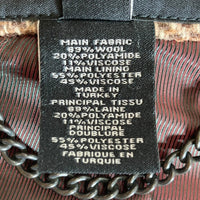 MAIN FABRIC
69% WOOL
20% POLYAMIDE
11% VISCOSE
MAIN LINING
55% POLYESTER
45% VISCOSE
MADE IN
TURKEY
PRINCIPAL TISSU
69% LAINE
20% POLYAMIDE
11% VISCOSE
PRINCIPAL
DOUBLURE
55% POLYESTER
45% VISCOSE
FABRIQUÉ EN
TURQUIE